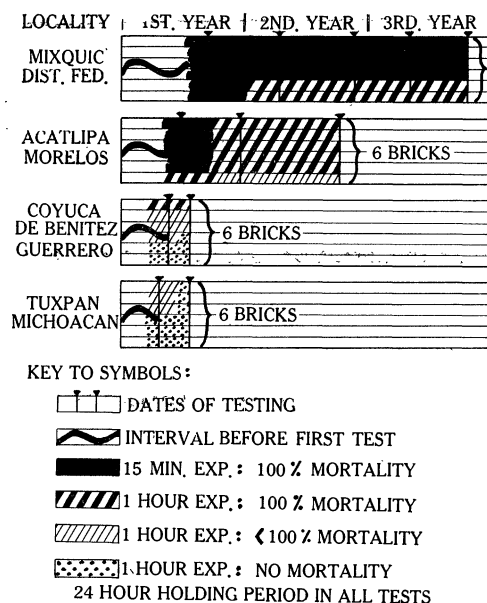 LOCALITY | 1ST. YEAR | 2ND. YEAR | 3RD. YEAR
MIXQUIC
DIST. FED.
ACATLIPA
MORELOS
6 BRICKS
COYUCA
DE BENITEZ
GUERRERO
6 BRICKS
TUXPAN
MICHOACAN
6 BRICKS
KEY TO SYMBOLS:
DATES OF TESTING
INTERVAL BEFORE FIRST TEST
15 MIN. EXP.: 100% MORTALITY
1 HOUR EXP.: 100% MORTALITY
1 HOUR EXP.: <100% MORTALITY
1 HOUR EXP.: NO MORTALITY
24 HOUR HOLDING PERIOD IN ALL TESTS